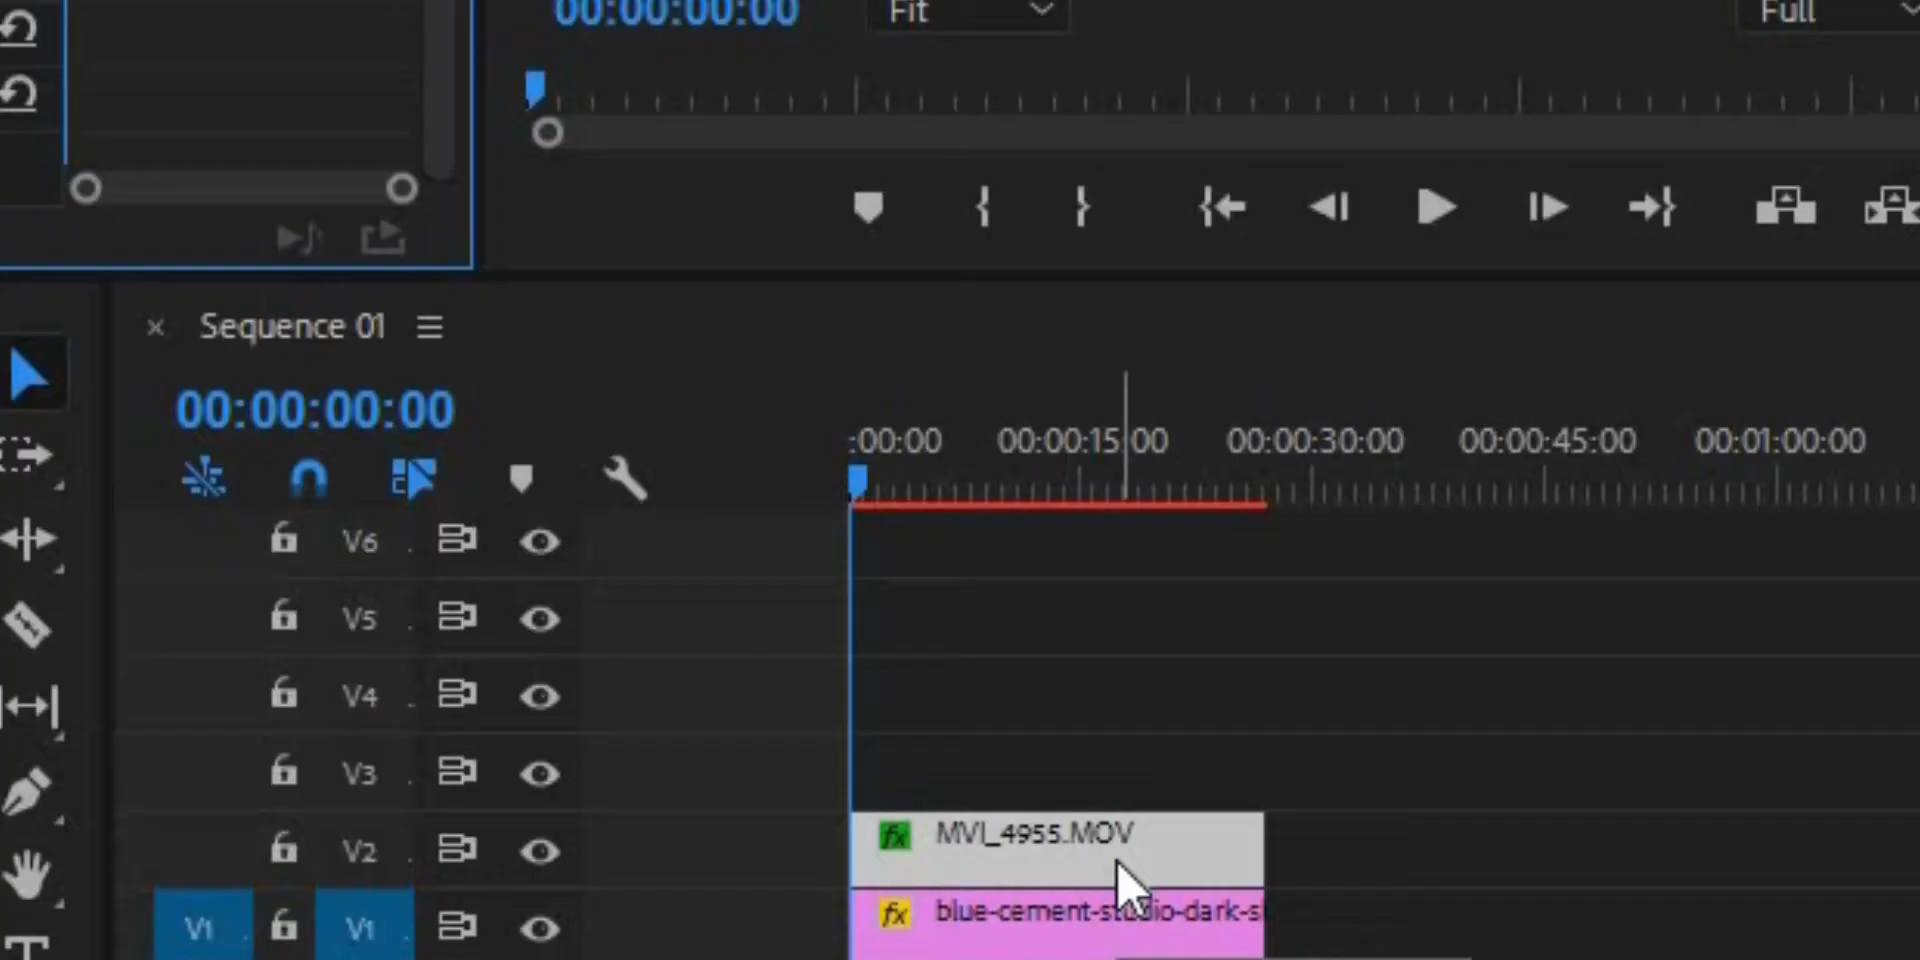 00:00:00:00 Fit Full
Sequence 01
00:00:00:00
:00:00 00:00:15:00 00:00:30:00 00:00:45:00 00:01:00:00
V6
V5
V4
V3
V2 fx MVI_4955.MOV
V1 V1 fx blue-cement-studio-dark-s